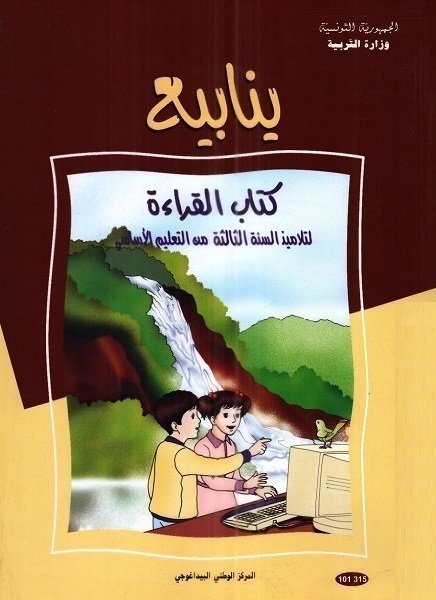 الجمهورية التونسية
وزارة التربية
ينابيع
كتاب القراءة
لتلاميذ السنة الثالثة من التعليم الأساسي
المركز الوطني البيداغوجي
101 315